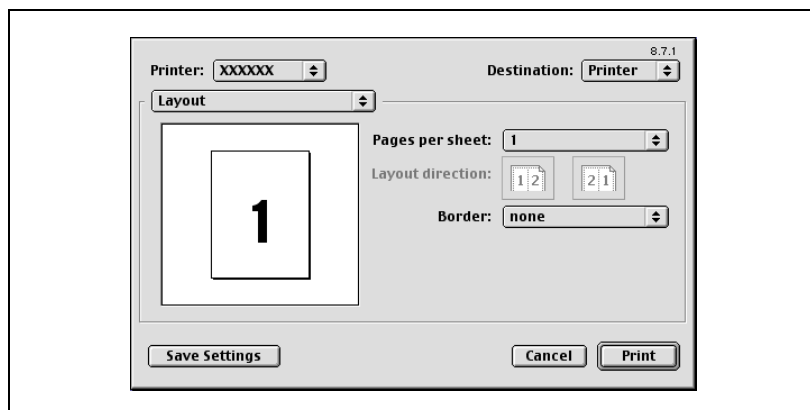 8.7.1
Printer: XXXXXX Destination: Printer
Layout
Pages per sheet: 1
Layout direction: 1 2 2 1
1
Border: none
Save Settings Cancel Print